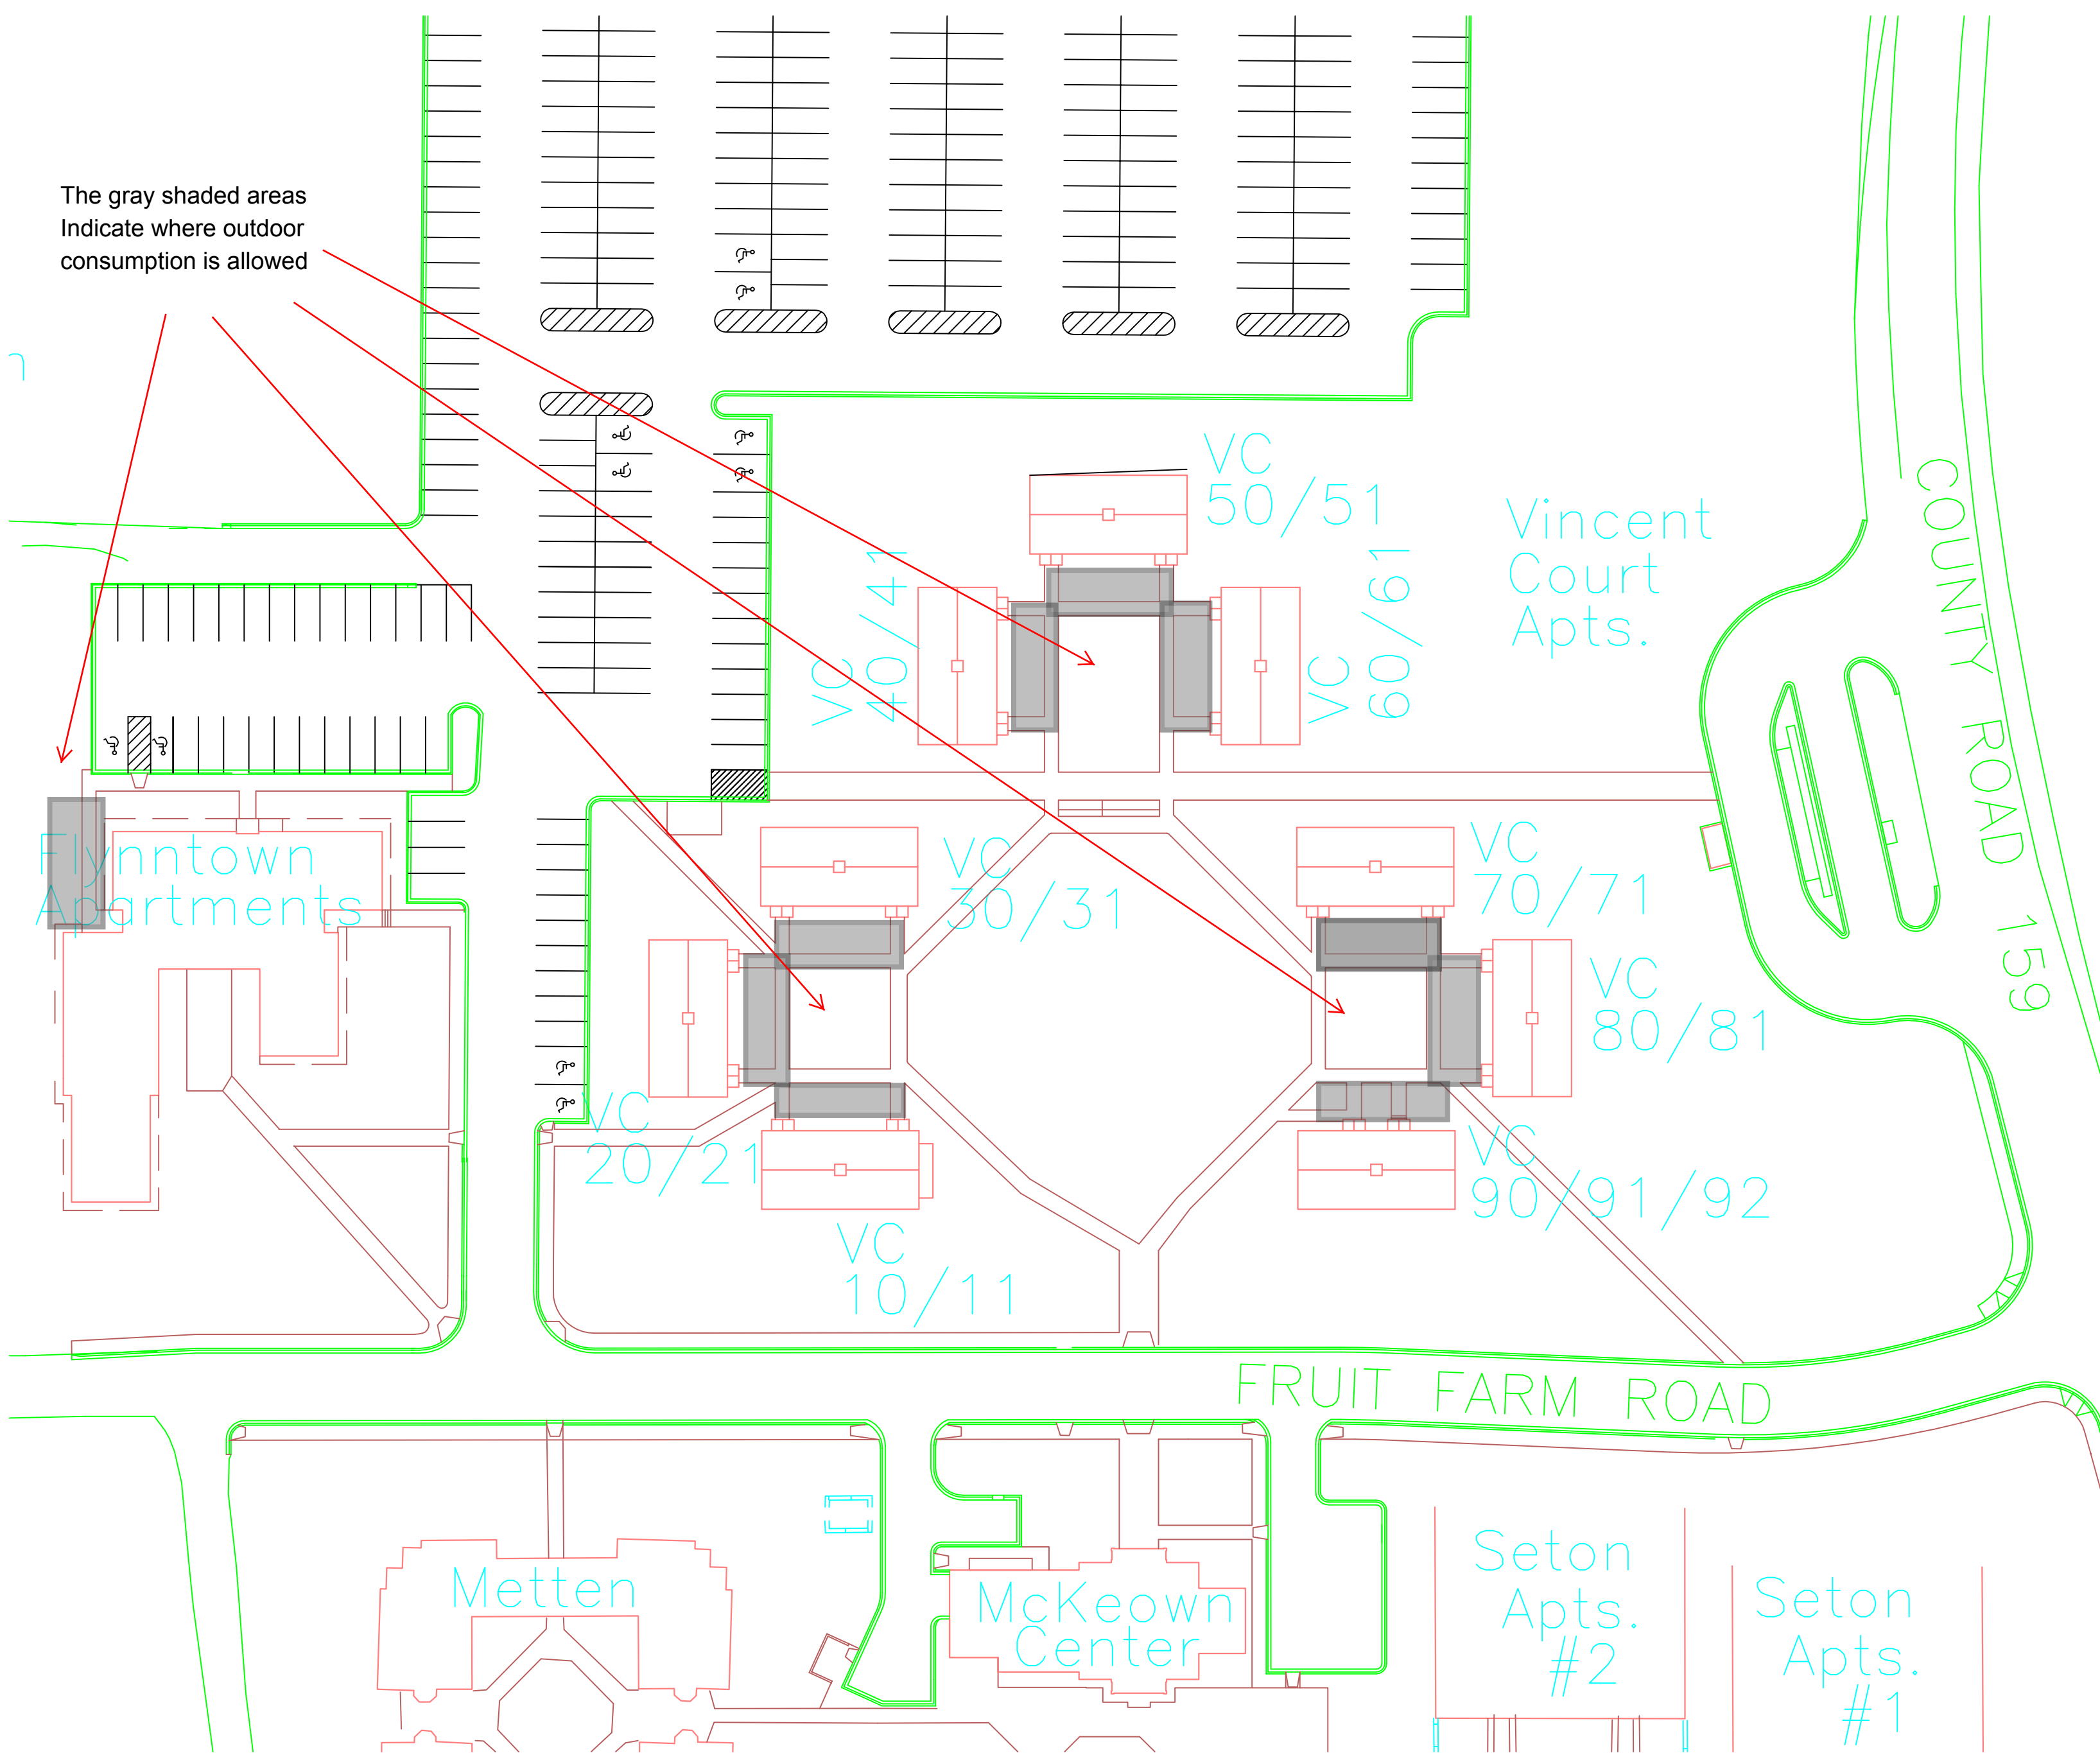 The gray shaded areas
Indicate where outdoor
consumption is allowed
VC
50/51
VC
40/41
VC
60/61
Vincent
Court
Apts.
COUNTY ROAD 159
Flynntown
Apartments
VC
30/31
VC
70/71
VC
80/81
VC
20/21
VC
90/91/92
VC
10/11
FRUIT FARM ROAD
Metten
McKeown
Center
Seton
Apts.
#2
Seton
Apts.
#1